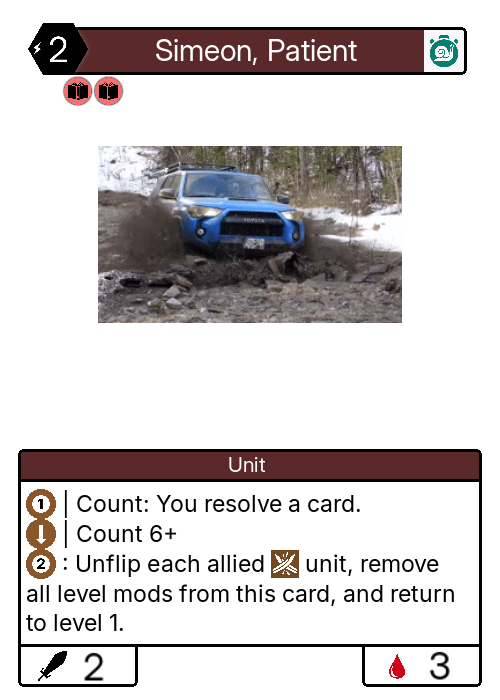 2
Simeon, Patient
TOYOTA
Unit
1 | Count: You resolve a card.
| Count 6+
2 : Unflip each allied unit, remove
all level mods from this card, and return
to level 1.
2
3